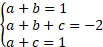 a + b = 1
a + b + c = −2
a + c = 1